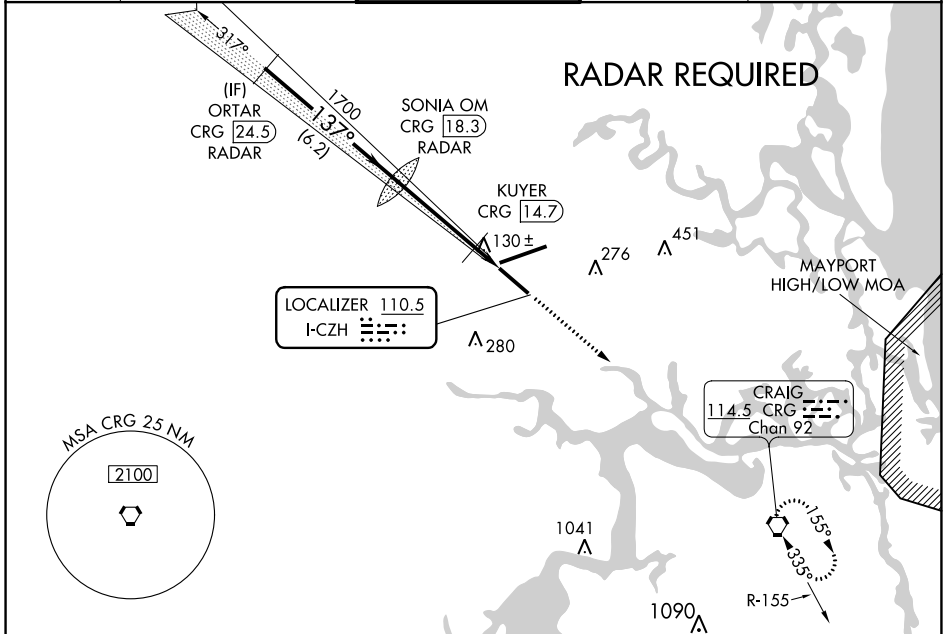 317°
(IF)
ORTAR
CRG 24.5
RADAR
1700
137°
(6.2)
SONIA OM
CRG 18.3
RADAR
RADAR REQUIRED
KUYER
CRG 14.7
130 ±
276
451
MAYPORT
HIGH/LOW MOA
LOCALIZER 110.5
I-CZH
280
CRAIG
114.5 CRG
Chan 92
MSA CRG 25 NM
2100
155°
335°
R-155
1041
1090